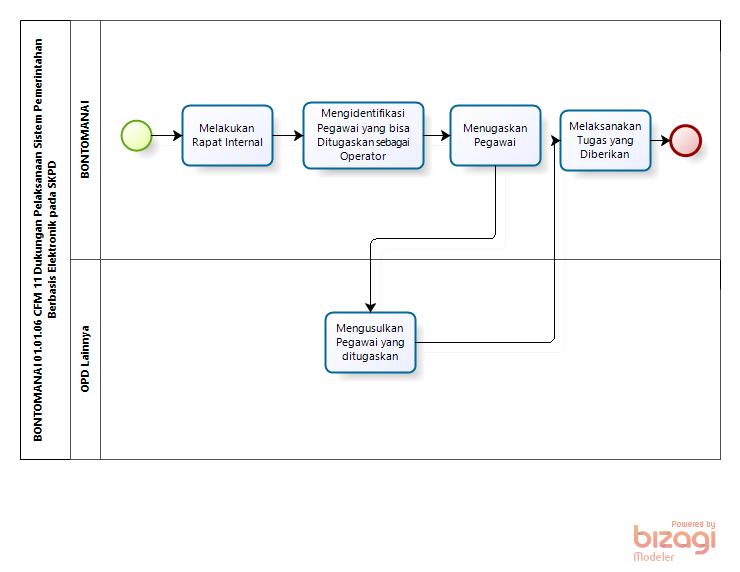 BONTOMANAI 01.01.06 CFM 11 Dukungan Pelaksanaan Sistem Pemerintahan
Berbasis Elektronik pada SKPD
BONTOMANAI
Melakukan
Rapat Internal
Mengidentifikasi
Pegawai yang bisa
Ditugaskan sebagai
Operator
Menugaskan
Pegawai
Melaksanakan
Tugas yang
Diberikan
OPD Lainnya
Mengusulkan
Pegawai yang
ditugaskan
Powered by
bizagi
Modeler